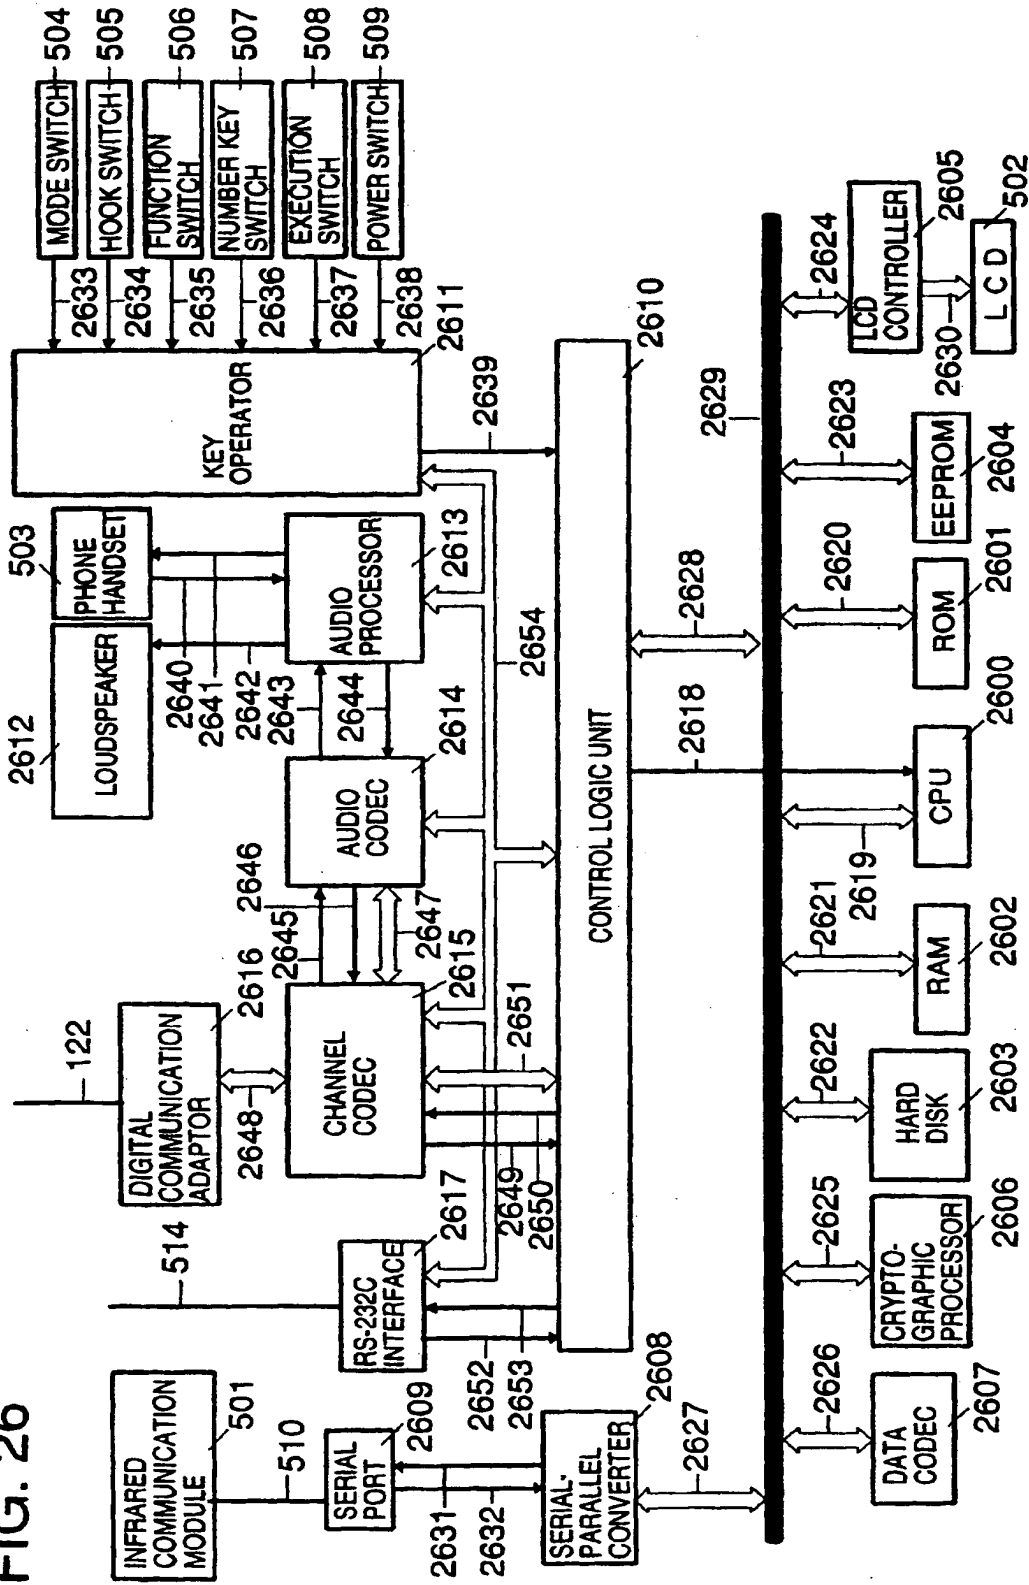 FIG. 26
INFRARED
COMMUNICATION
MODULE
501
510
SERIAL
PORT
2609
2631
2632
SERIAL-
PARALLEL
CONVERTER
2608
2627
514
RS-232C
INTERFACE
2617
2652
2653
122
DIGITAL
COMMUNICATION
ADAPTOR
2616
2648
CHANNEL
CODEC
2615
2649
2650
2651
2645
2646
2647
AUDIO
CODEC
2614
2643
2644
AUDIO
PROCESSOR
2613
2640
2641
2642
2612
LOUDSPEAKER
503
PHONE
HANDSET
2654
KEY
OPERATOR
2611
2639
MODE SWITCH
504
2633
HOOK SWITCH
505
2634
FUNCTION
SWITCH
506
2635
NUMBER KEY
SWITCH
507
2636
EXECUTION
SWITCH
508
2637
POWER SWITCH
509
2638
CONTROL LOGIC UNIT
2610
2618
2628
2629
2626
DATA
CODEC
2607
2625
CRYPTO-
GRAPHIC
PROCESSOR
2606
2622
HARD
DISK
2603
2621
RAM
2602
2619
CPU
2600
2620
ROM
2601
2623
EEPROM
2604
2624
LCD
CONTROLLER
2605
2630
LCD
502